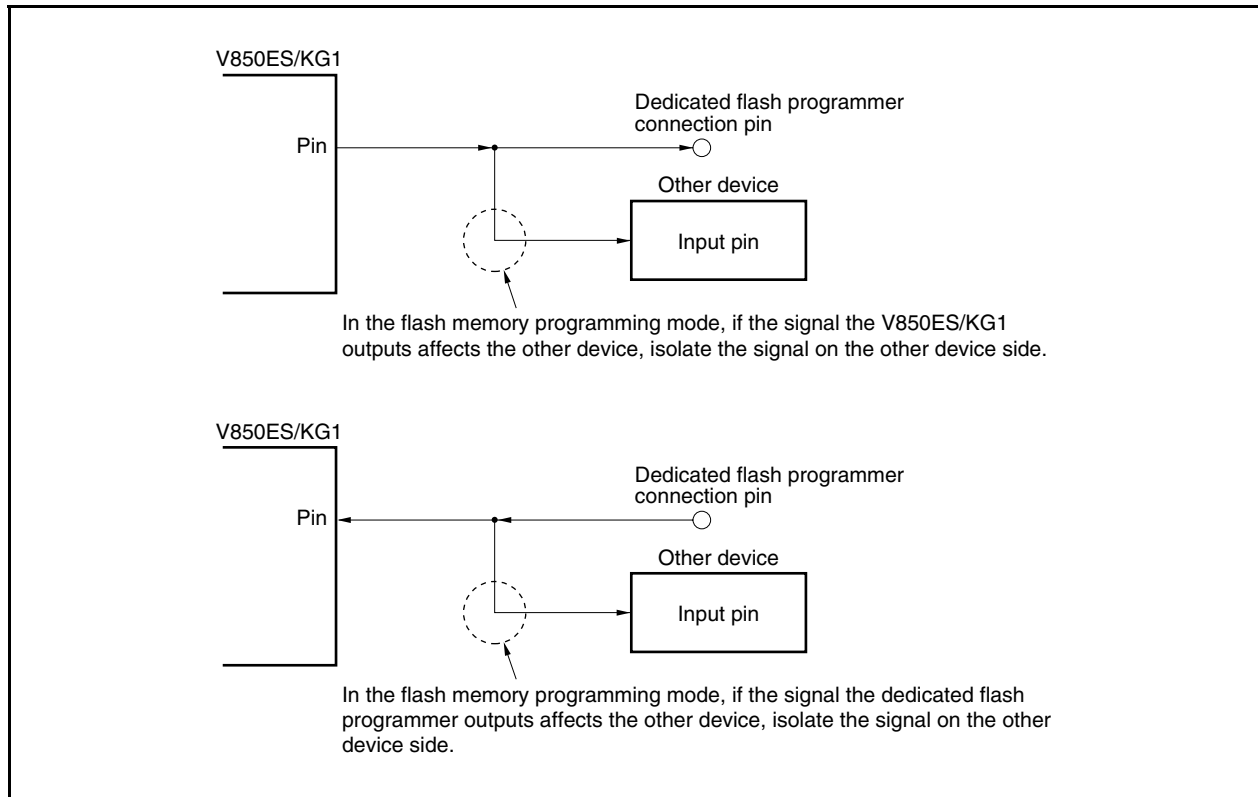 V850ES/KG1
Dedicated flash programmer
connection pin
Pin
Other device
Input pin
In the flash memory programming mode, if the signal the V850ES/KG1
outputs affects the other device, isolate the signal on the other device side.
V850ES/KG1
Dedicated flash programmer
connection pin
Pin
Other device
Input pin
In the flash memory programming mode, if the signal the dedicated flash
programmer outputs affects the other device, isolate the signal on the other
device side.